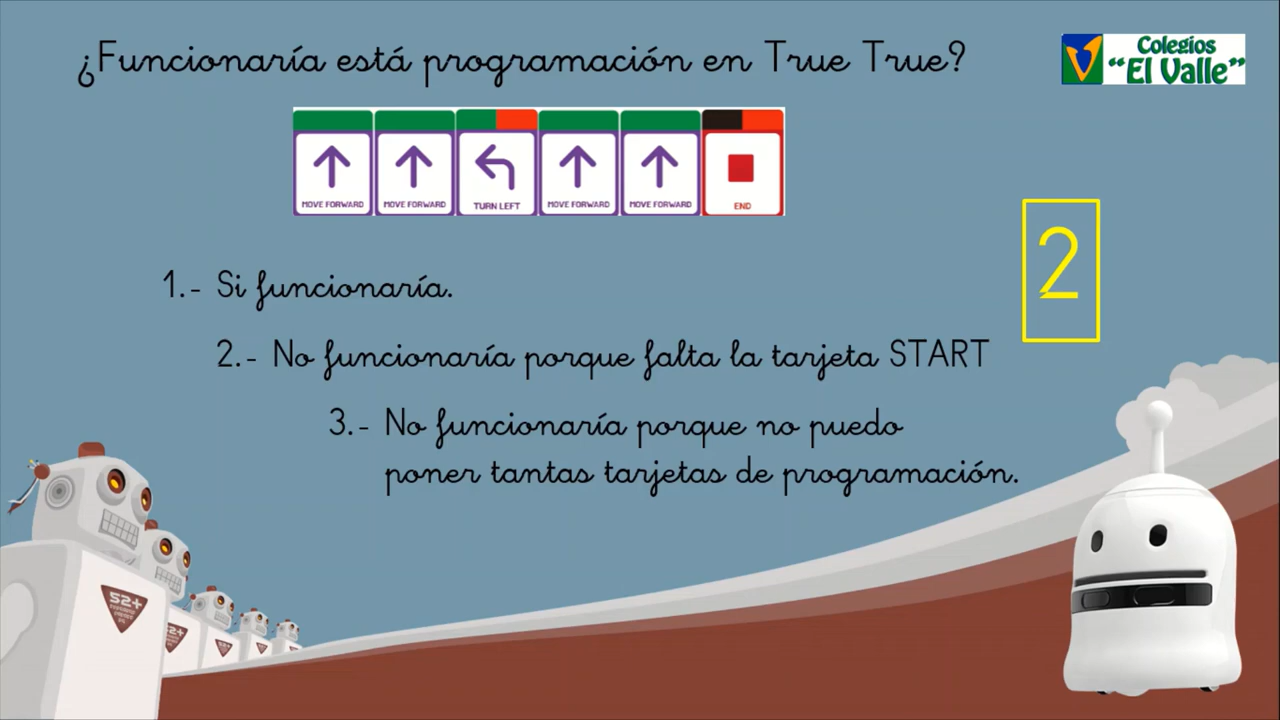 ¿Funcionaría está programación en True True?
Colegios
"El Valle"
MOVE FORWARD
MOVE FORWARD
TURN LEFT
MOVE FORWARD
MOVE FORWARD
END
2
1.- Si funcionaría.
2.- No funcionaría porque falta la tarjeta START
3.- No funcionaría porque no puedo
poner tantas tarjetas de programación.
52+
52+